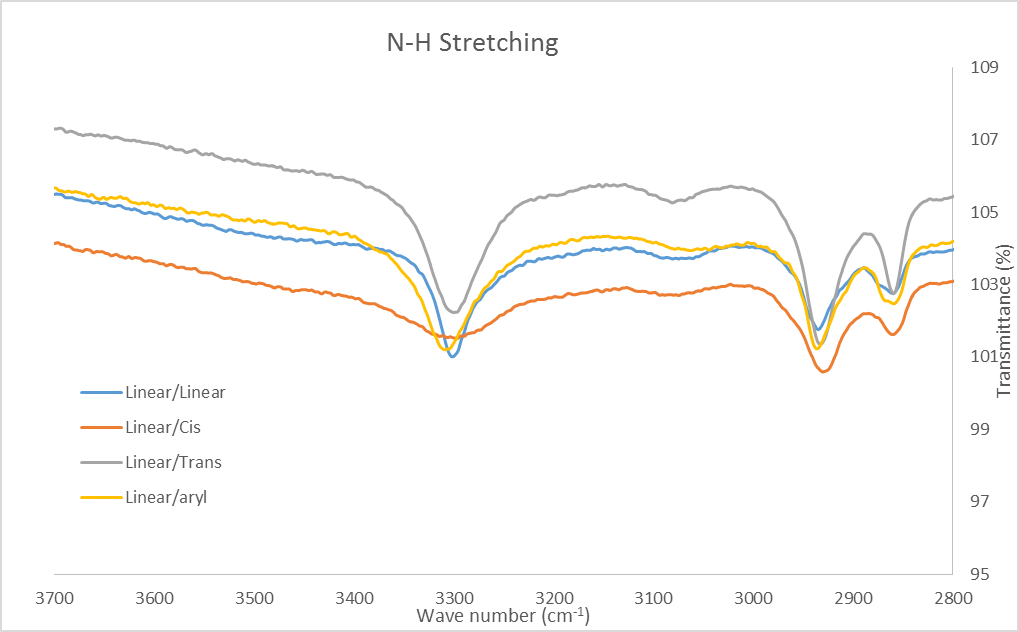 N-H Stretching
109
107
105
103
101
99
97
95
Transmittance (%)
Linear/Linear
Linear/Cis
Linear/Trans
Linear/aryl
3700 3600 3500 3400 3300 3200 3100 3000 2900 2800
Wave number (cm-1)